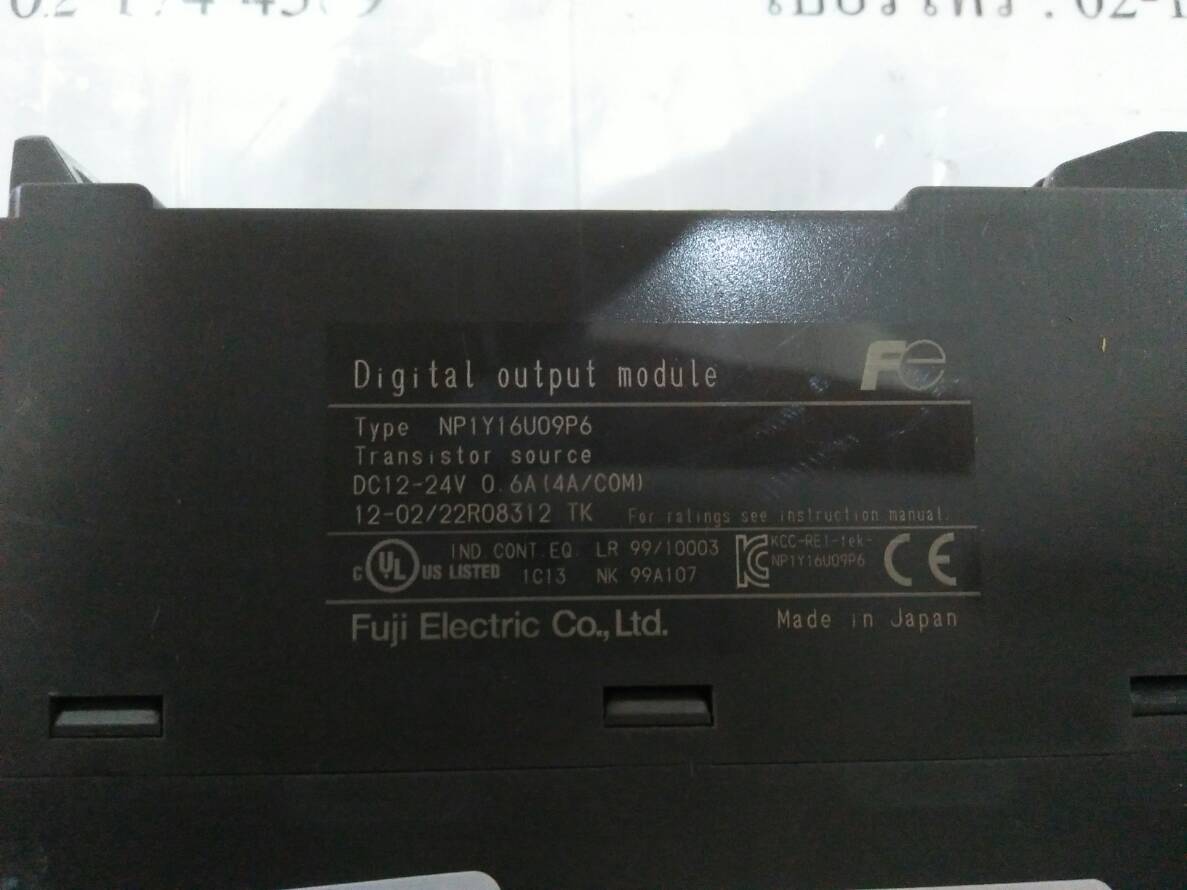 Digital output module
Fe
Type NP1Y16U09P6
Transistor source
DC12-24V 0.6A(4A/COM)
12-02/22R08312 TK For ratings see instruction manual.
C UL US LISTED IND.CONT.EQ. 1C13
LR 99/10003
NK 99A107
KCC-REI-fek-
NP1Y16U09P6
CE
Fuji Electric Co., Ltd.
Made in Japan